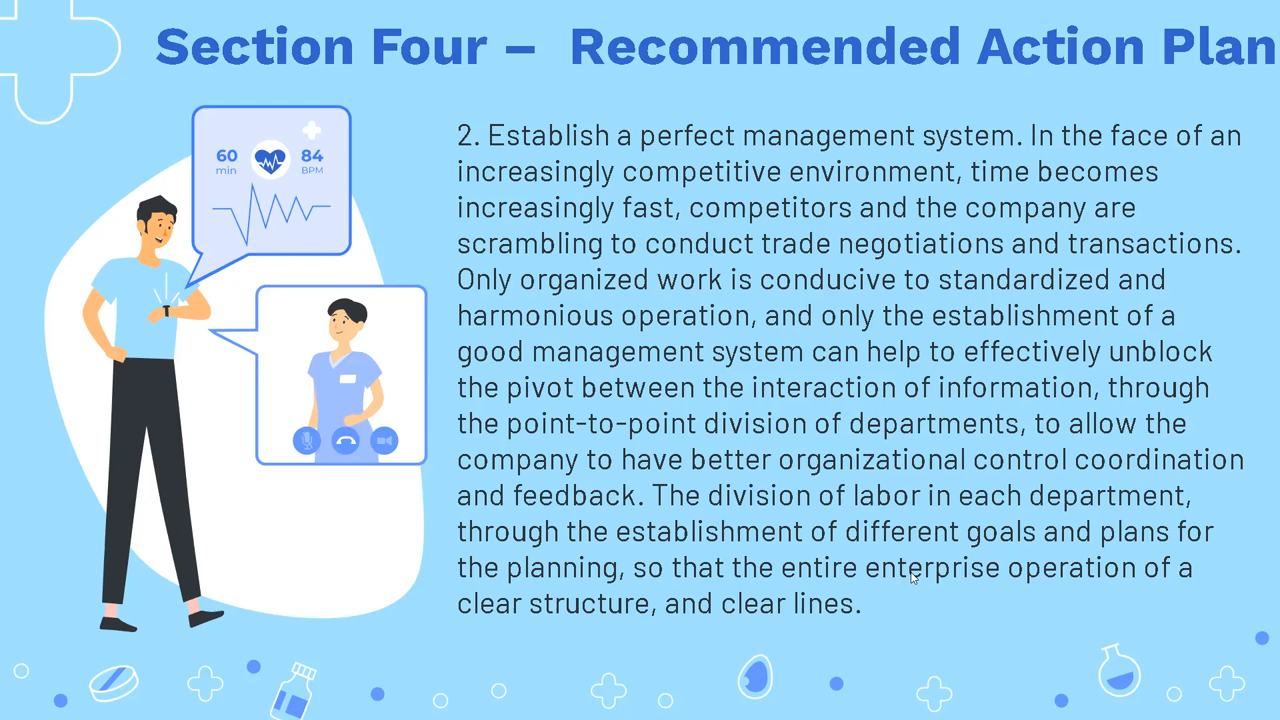 Section Four –  Recommended Action Plan
60
min
84
BPM
2. Establish a perfect management system. In the face of an
increasingly competitive environment, time becomes
increasingly fast, competitors and the company are
scrambling to conduct trade negotiations and transactions.
Only organized work is conducive to standardized and
harmonious operation, and only the establishment of a
good management system can help to effectively unblock
the pivot between the interaction of information, through
the point-to-point division of departments, to allow the
company to have better organizational control coordination
and feedback. The division of labor in each department,
through the establishment of different goals and plans for
the planning, so that the entire enterprise operation of a
clear structure, and clear lines.